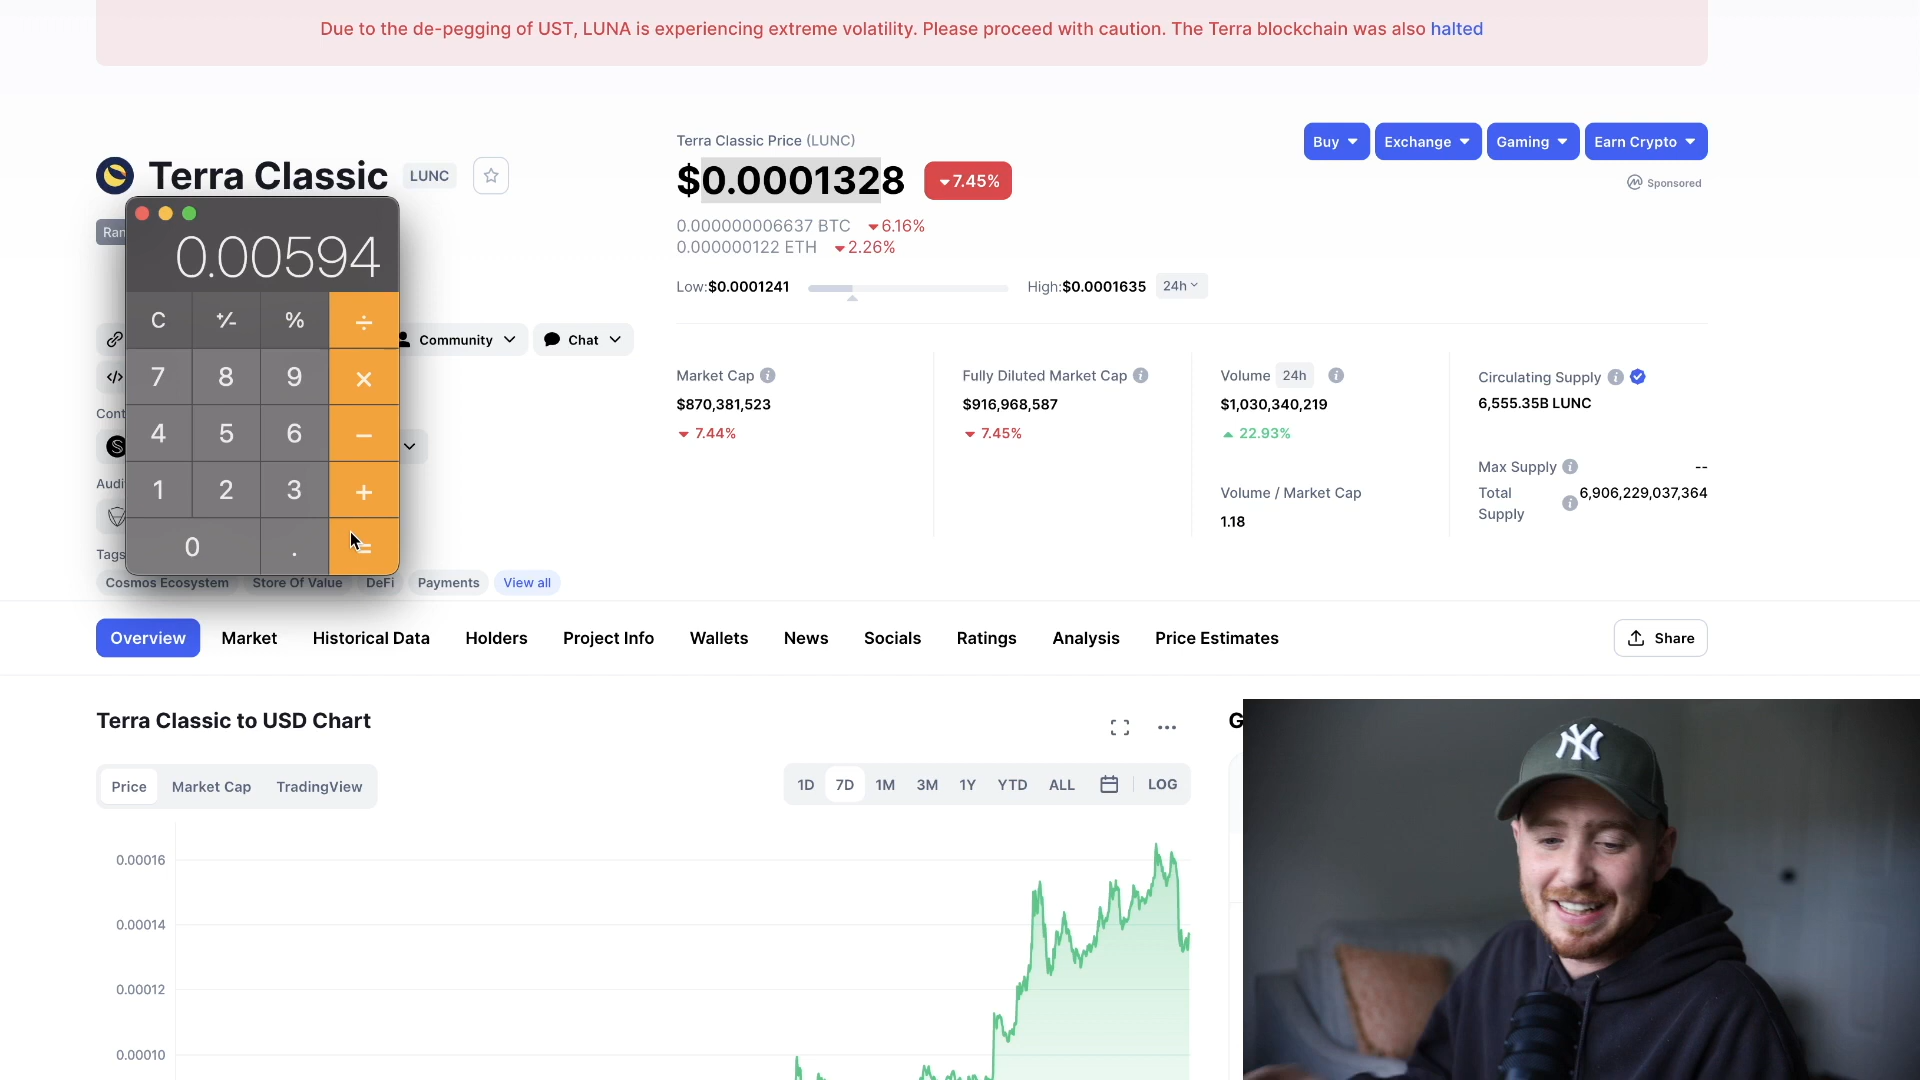 Due to the de-pegging of UST, LUNA is experiencing extreme volatility. Please proceed with caution. The Terra blockchain was also halted
Terra Classic LUNC
Terra Classic Price (LUNC)
$0.0001328 7.45%
0.000000006637 BTC 6.16%
0.000000122 ETH 2.26%
Low:$0.0001241 High:$0.0001635 24h
Buy Exchange Gaming Earn Crypto
Sponsored
0.00594
C +/- % ÷
7 8 9 ×
4 5 6 −
1 2 3 +
0 . =
Community Chat
Market Cap
$870,381,523
7.44%
Fully Diluted Market Cap
$916,968,587
7.45%
Volume 24h
$1,030,340,219
22.93%
Volume / Market Cap
1.18
Circulating Supply
6,555.35B LUNC
Max Supply --
Total Supply 6,906,229,037,364
Tags
Cosmos Ecosystem Store Of Value DeFi Payments View all
Overview Market Historical Data Holders Project Info Wallets News Socials Ratings Analysis Price Estimates Share
Terra Classic to USD Chart
Price Market Cap TradingView
1D 7D 1M 3M 1Y YTD ALL LOG
0.00016
0.00014
0.00012
0.00010
NY